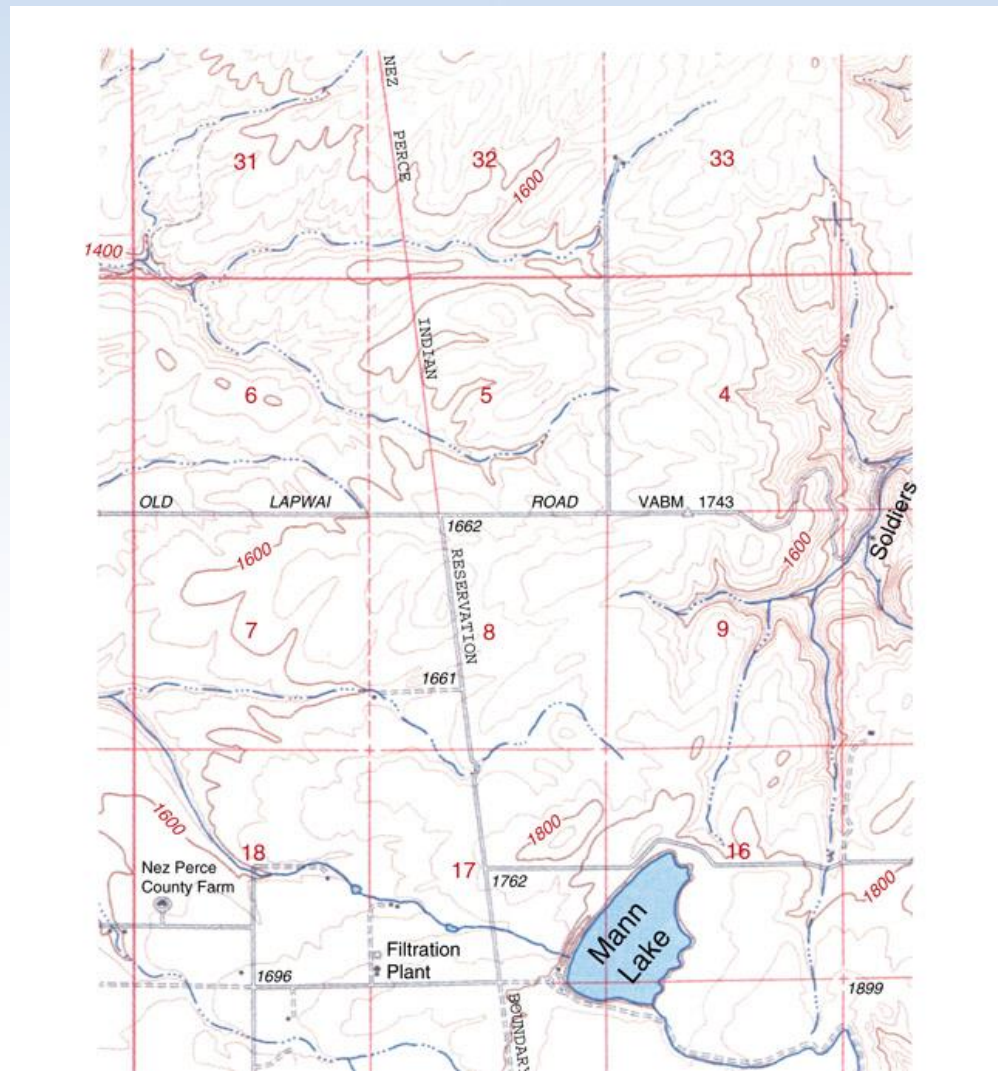 NEZ
PERCE
31
32
33
1600
1400
INDIAN
6
5
4
OLD LAPWAI ROAD VABM 1743
1662
Soldiers
1600
1600
RESERVATION
7
8
9
1661
1600
1800
18
17
16
Nez Perce
County Farm
1762
1800
Mann
Lake
Filtration
Plant
1696
1899
BOUNDARY